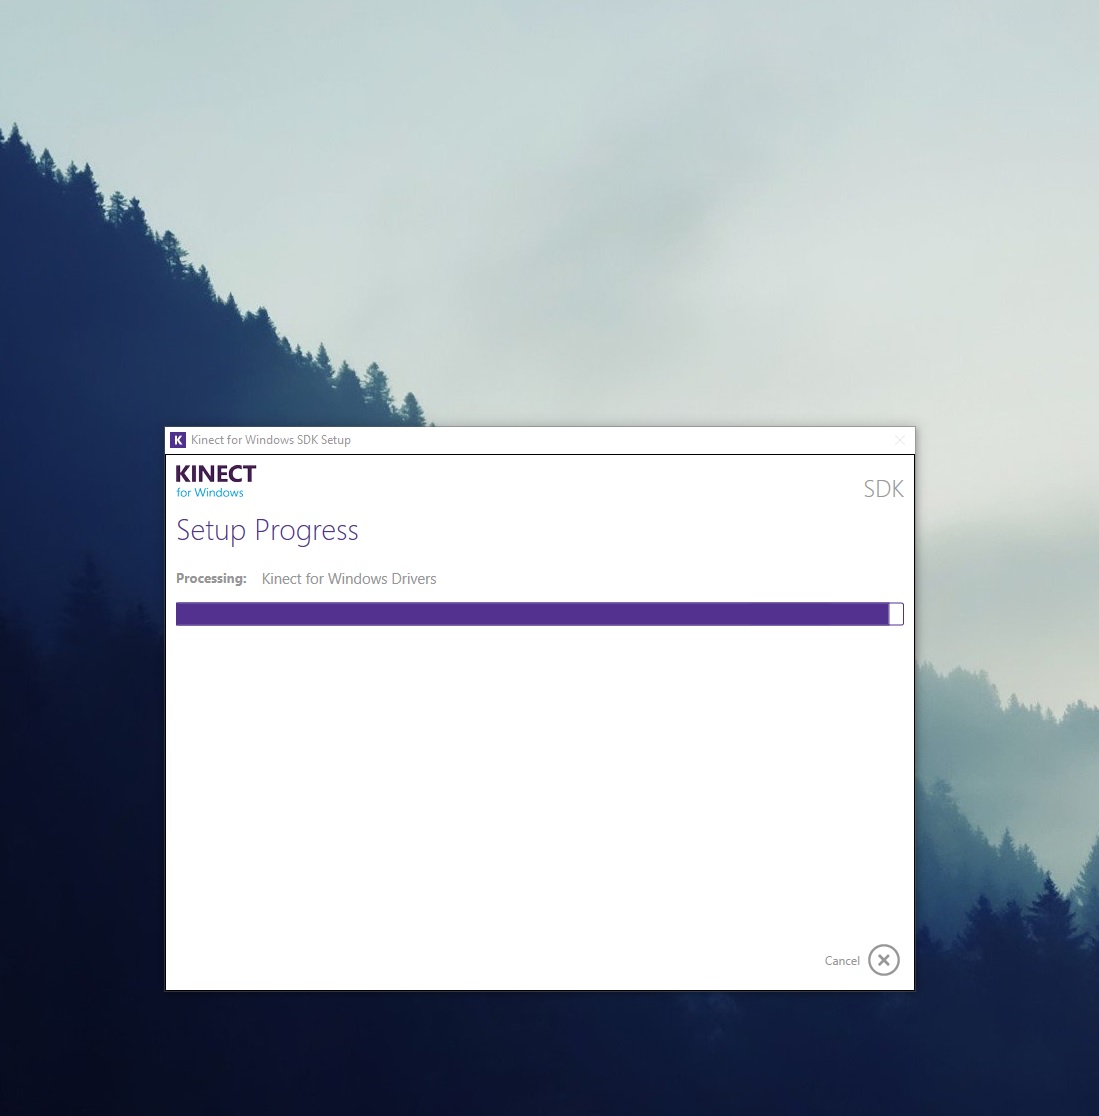 K Kinect for Windows SDK Setup
KINECT
for Windows
SDK
Setup Progress
Processing: Kinect for Windows Drivers
Cancel